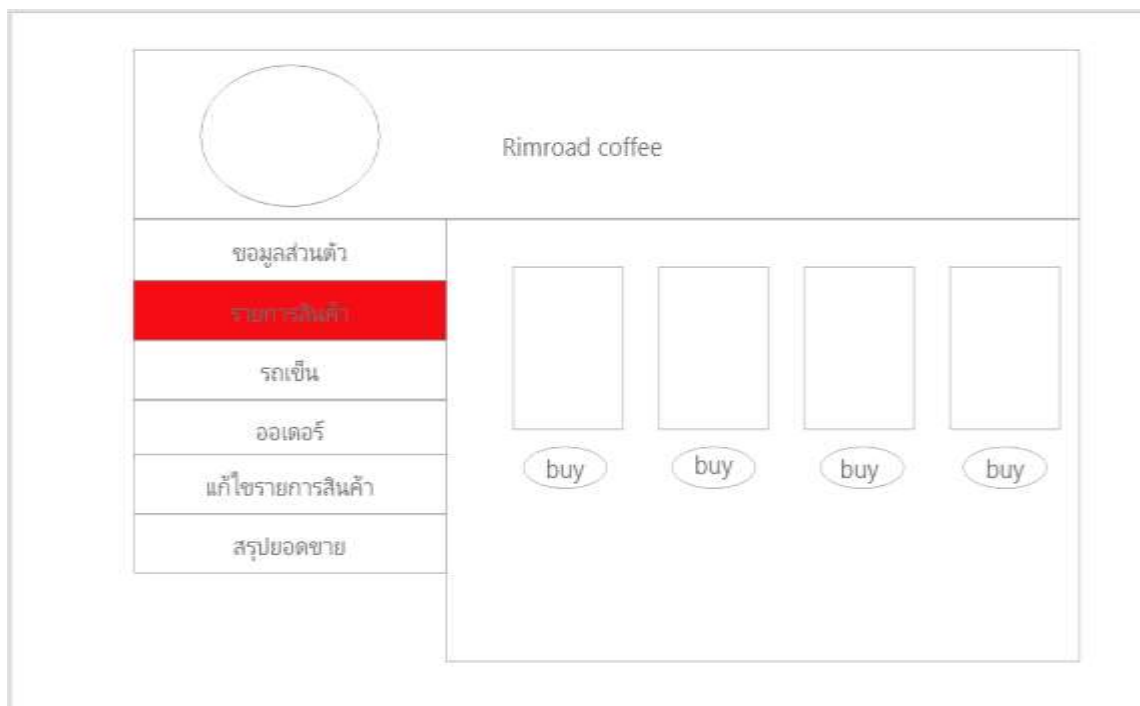 Rimroad coffee
ขอมูลส่วนตัว
รายการสินค้า
รถเข็น
ออเดอร์
แก้ไขรายการสินค้า
สรุปยอดขาย
buy buy buy buy